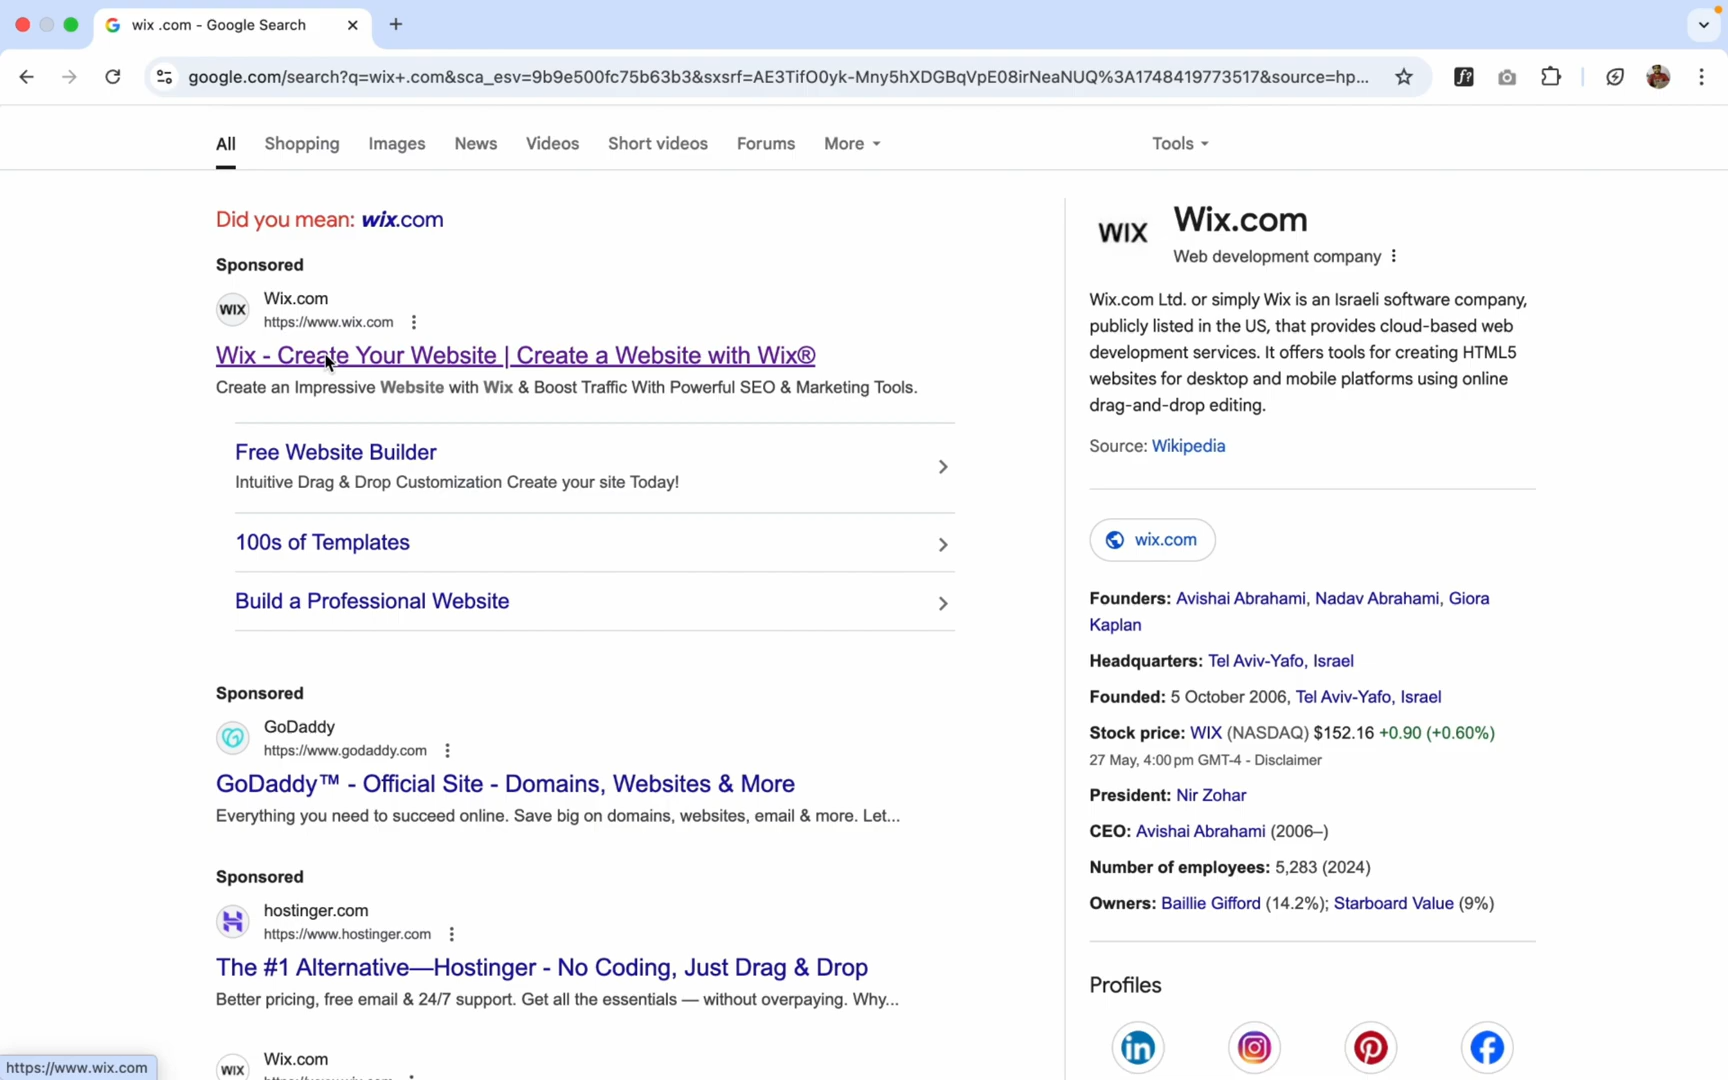 wix .com - Google Search
google.com/search?q=wix+.com&sca_esv=9b9e500fc75b63b3&sxsrf=AE3TifO0yk-Mny5hXDGBqVpE08irNeaNUQ%3A1748419773517&source=hp...
All Shopping Images News Videos Short videos Forums More Tools
Did you mean: wix.com
Sponsored
WIX
Wix.com
https://www.wix.com
Wix - Create Your Website | Create a Website with Wix®
Create an Impressive Website with Wix & Boost Traffic With Powerful SEO & Marketing Tools.
Free Website Builder
Intuitive Drag & Drop Customization Create your site Today!
100s of Templates
Build a Professional Website
Sponsored
GoDaddy
https://www.godaddy.com
GoDaddy™ - Official Site - Domains, Websites & More
Everything you need to succeed online. Save big on domains, websites, email & more. Let...
Sponsored
hostinger.com
https://www.hostinger.com
The #1 Alternative—Hostinger - No Coding, Just Drag & Drop
Better pricing, free email & 24/7 support. Get all the essentials — without overpaying. Why...
WIX
Wix.com
https://www.wix.com
WIX
Wix.com
Web development company
Wix.com Ltd. or simply Wix is an Israeli software company,
publicly listed in the US, that provides cloud-based web
development services. It offers tools for creating HTML5
websites for desktop and mobile platforms using online
drag-and-drop editing.
Source: Wikipedia
wix.com
Founders: Avishai Abrahami, Nadav Abrahami, Giora
Kaplan
Headquarters: Tel Aviv-Yafo, Israel
Founded: 5 October 2006, Tel Aviv-Yafo, Israel
Stock price: WIX (NASDAQ) $152.16 +0.90 (+0.60%)
27 May, 4:00 pm GMT-4 - Disclaimer
President: Nir Zohar
CEO: Avishai Abrahami (2006–)
Number of employees: 5,283 (2024)
Owners: Baillie Gifford (14.2%); Starboard Value (9%)
Profiles